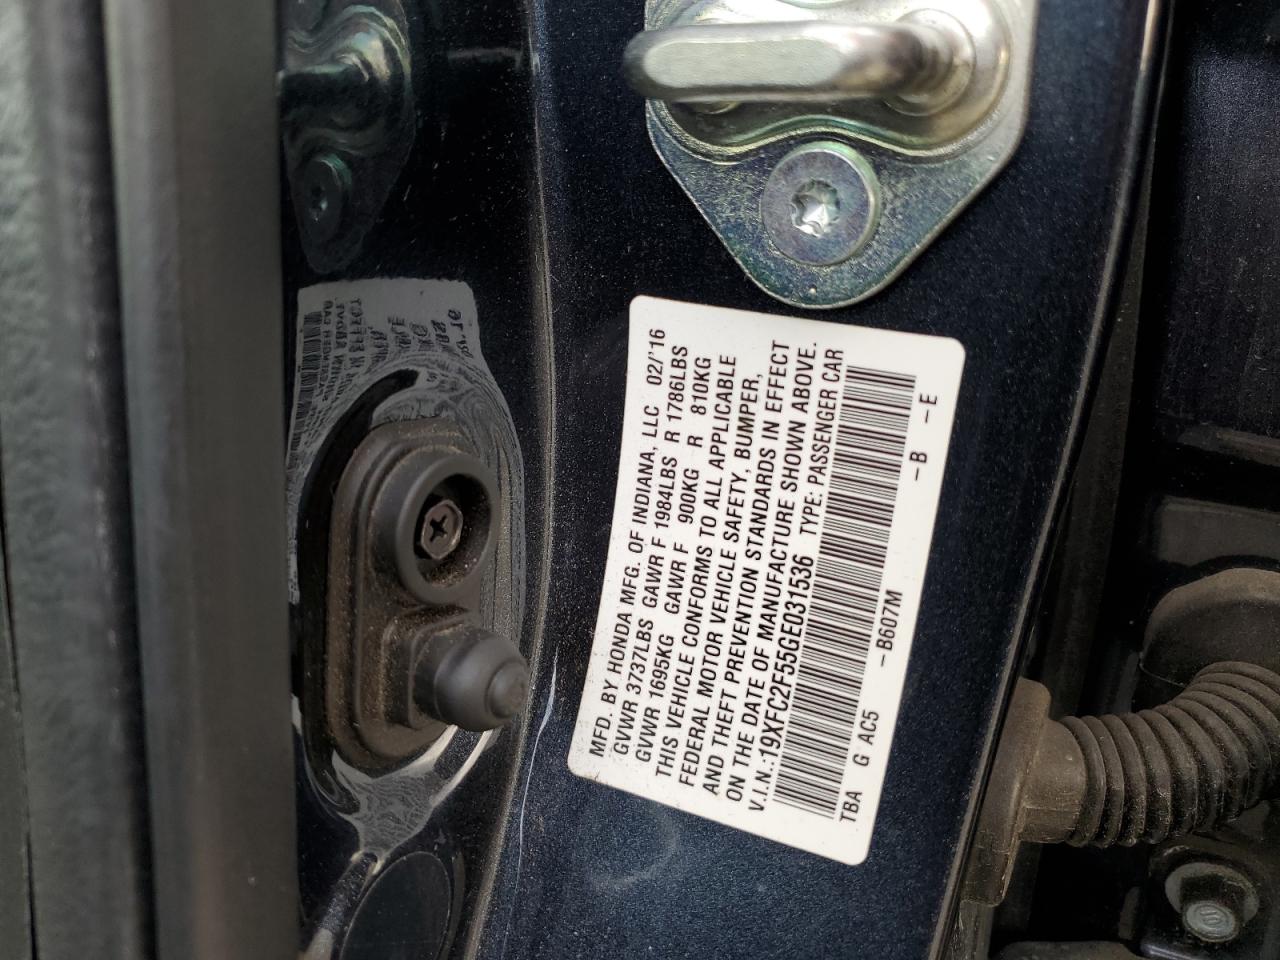 MFD. BY HONDA MFG. OF INDIANA, LLC 02/'16
GVWR 3737LBS GAWR F 1984LBS R 1786LBS
GVWR 1695KG GAWR F 900KG R 810KG
THIS VEHICLE CONFORMS TO ALL APPLICABLE
FEDERAL MOTOR VEHICLE SAFETY, BUMPER,
AND THEFT PREVENTION STANDARDS IN EFFECT
ON THE DATE OF MANUFACTURE SHOWN ABOVE.
V.I.N.:19XFC2F55GE031536 TYPE: PASSENGER CAR
TBA G AC5 –B607M –B –E